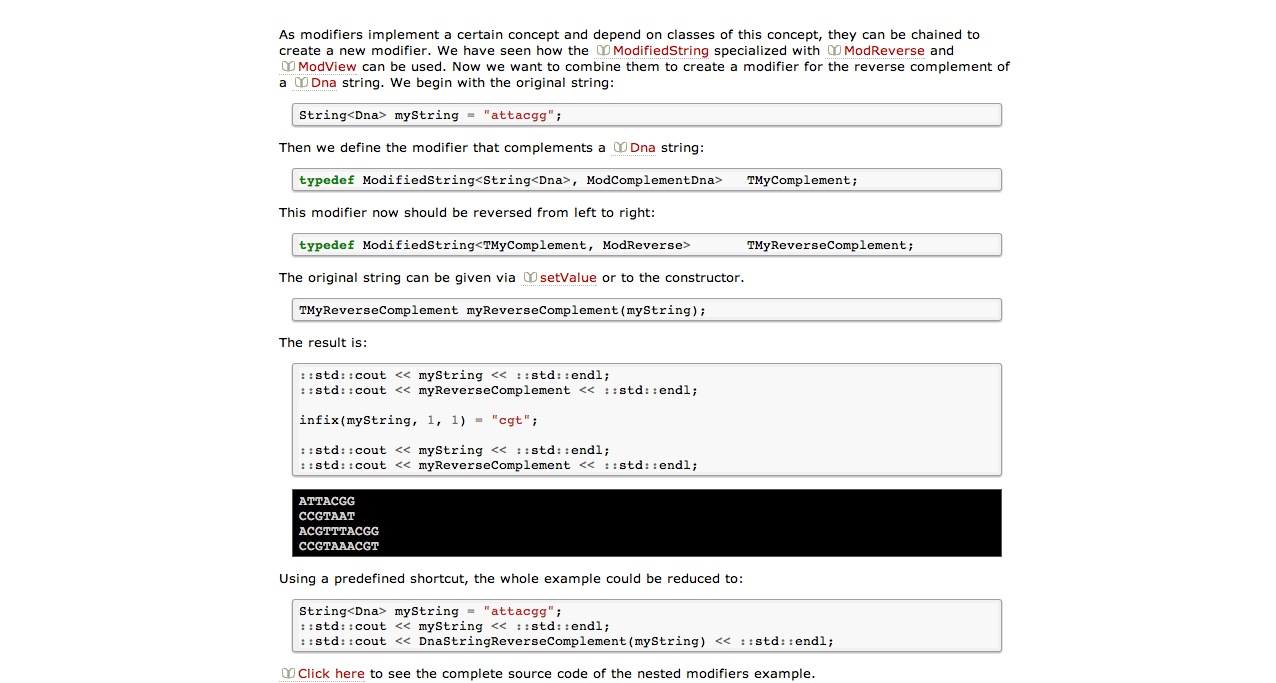 As modifiers implement a certain concept and depend on classes of this concept, they can be chained to
create a new modifier. We have seen how the ModifiedString specialized with ModReverse and
ModView can be used. Now we want to combine them to create a modifier for the reverse complement of
a Dna string. We begin with the original string:
String<Dna> myString = "attacgg";
Then we define the modifier that complements a Dna string:
typedef ModifiedString<String<Dna>, ModComplementDna>   TMyComplement;
This modifier now should be reversed from left to right:
typedef ModifiedString<TMyComplement, ModReverse>       TMyReverseComplement;
The original string can be given via setValue or to the constructor.
TMyReverseComplement myReverseComplement(myString);
The result is:
::std::cout << myString << ::std::endl;
::std::cout << myReverseComplement << ::std::endl;
infix(myString, 1, 1) = "cgt";
::std::cout << myString << ::std::endl;
::std::cout << myReverseComplement << ::std::endl;
ATTACGG
CCGTAAT
ACGTTTACGG
CCGTAAACGT
Using a predefined shortcut, the whole example could be reduced to:
String<Dna> myString = "attacgg";
::std::cout << myString << ::std::endl;
::std::cout << DnaStringReverseComplement(myString) << ::std::endl;
Click here to see the complete source code of the nested modifiers example.